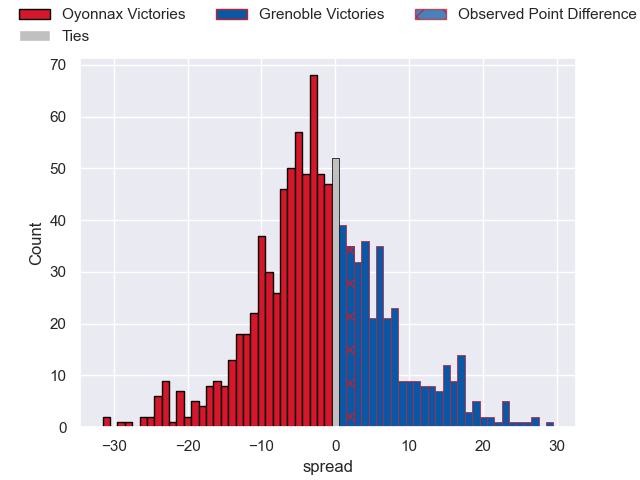 Oyonnax Victories
Grenoble Victories
Observed Point Difference
Ties
70
60
50
40
30
20
10
0
Count
−30
−20
−10
0
10
20
30
spread